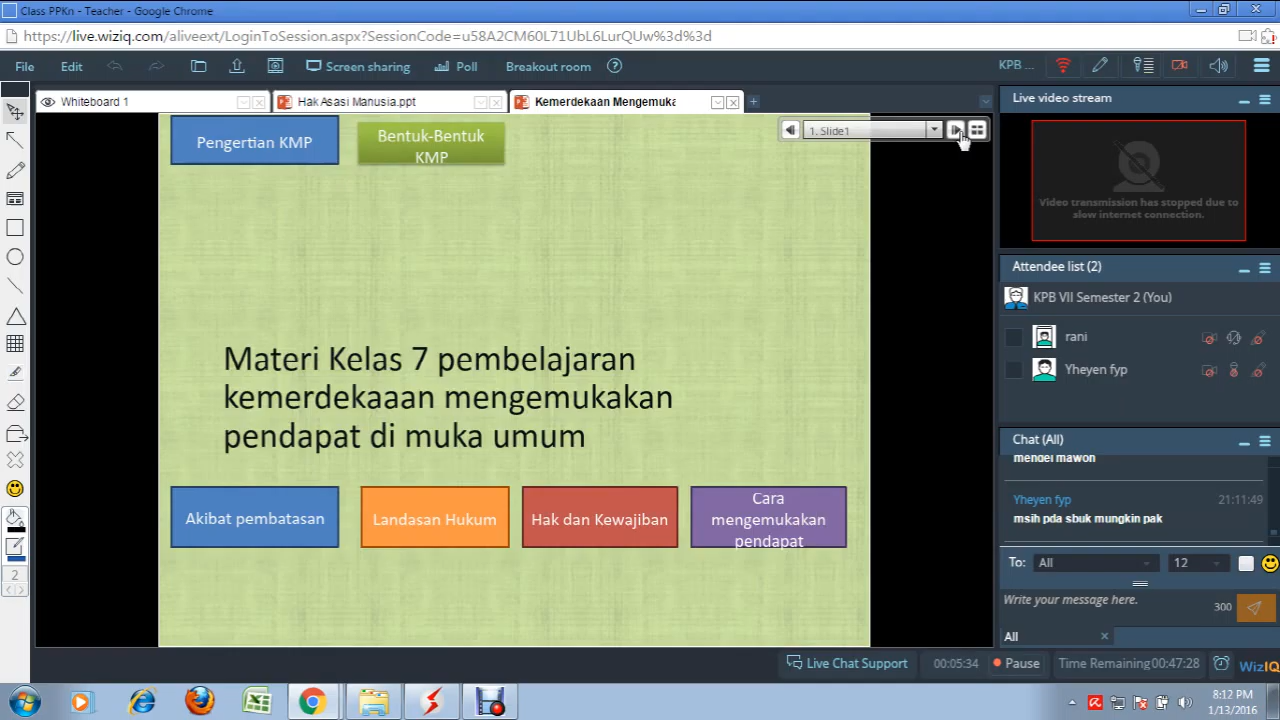 Class PPKn - Teacher - Google Chrome
https://live.wiziq.com/aliveext/LoginToSession.aspx?SessionCode=u58A2CM60L71UbL6LurQUw%3d%3d
File Edit Screen sharing Poll Breakout room KPB ...
Whiteboard 1 Hak Asasi Manusia.ppt Kemerdekaan Mengemuka
1. Slide1
Pengertian KMP
Bentuk-Bentuk
KMP
Materi Kelas 7 pembelajaran
kemerdekaaan mengemukakan
pendapat di muka umum
Akibat pembatasan
Landasan Hukum
Hak dan Kewajiban
Cara
mengemukakan
pendapat
Live video stream
Video transmission has stopped due to
slow internet connection.
Attendee list (2)
KPB VII Semester 2 (You)
rani
Yheyen fyp
Chat (All)
mendel mawon
Yheyen fyp 21:11:49
msih pda sbuk mungkin pak
To: All 12
Write your message here. 300
All
2
Live Chat Support 00:05:34 Pause Time Remaining 00:47:28 WizIQ
8:12 PM
1/13/2016